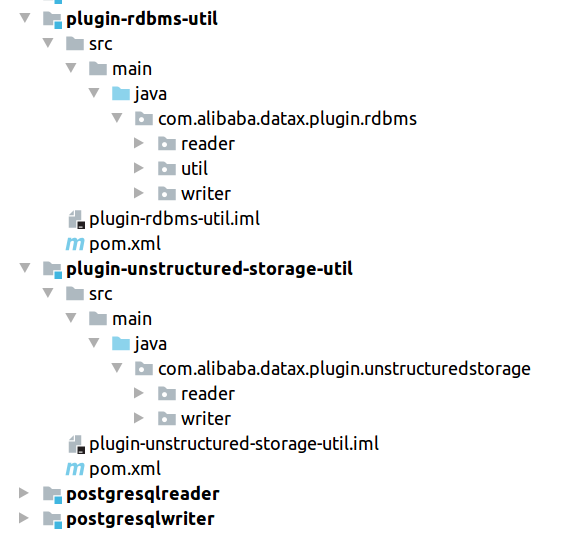 plugin-rdbms-util
src
main
java
com.alibaba.datax.plugin.rdbms
reader
util
writer
plugin-rdbms-util.iml
m pom.xml
plugin-unstructured-storage-util
src
main
java
com.alibaba.datax.plugin.unstructuredstorage
reader
writer
plugin-unstructured-storage-util.iml
m pom.xml
postgresqlreader
postgresqlwriter